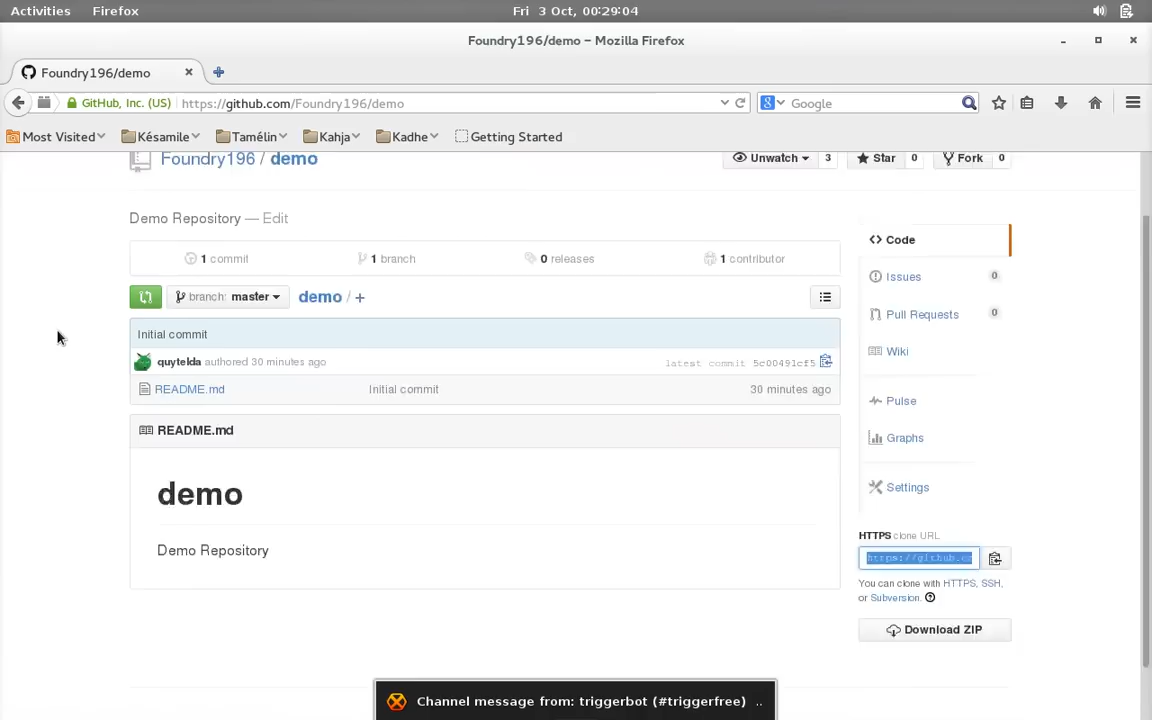 Activities Firefox Fri 3 Oct, 00:29:04
Foundry196/demo – Mozilla Firefox
Foundry196/demo
GitHub, Inc. (US) https://github.com/Foundry196/demo Google
Most Visited Késamile Tamélin Kahja Kadhe Getting Started
Foundry196 / demo Unwatch 3 Star 0 Fork 0
Demo Repository — Edit
1 commit 1 branch 0 releases 1 contributor
branch: master demo / +
Initial commit
quytelda authored 30 minutes ago latest commit 5c00491cf5
README.md Initial commit 30 minutes ago
README.md
demo
Demo Repository
Code
Issues 0
Pull Requests 0
Wiki
Pulse
Graphs
Settings
HTTPS clone URL
https://github.co
You can clone with HTTPS, SSH,
or Subversion.
Download ZIP
Channel message from: triggerbot (#triggerfree) ..